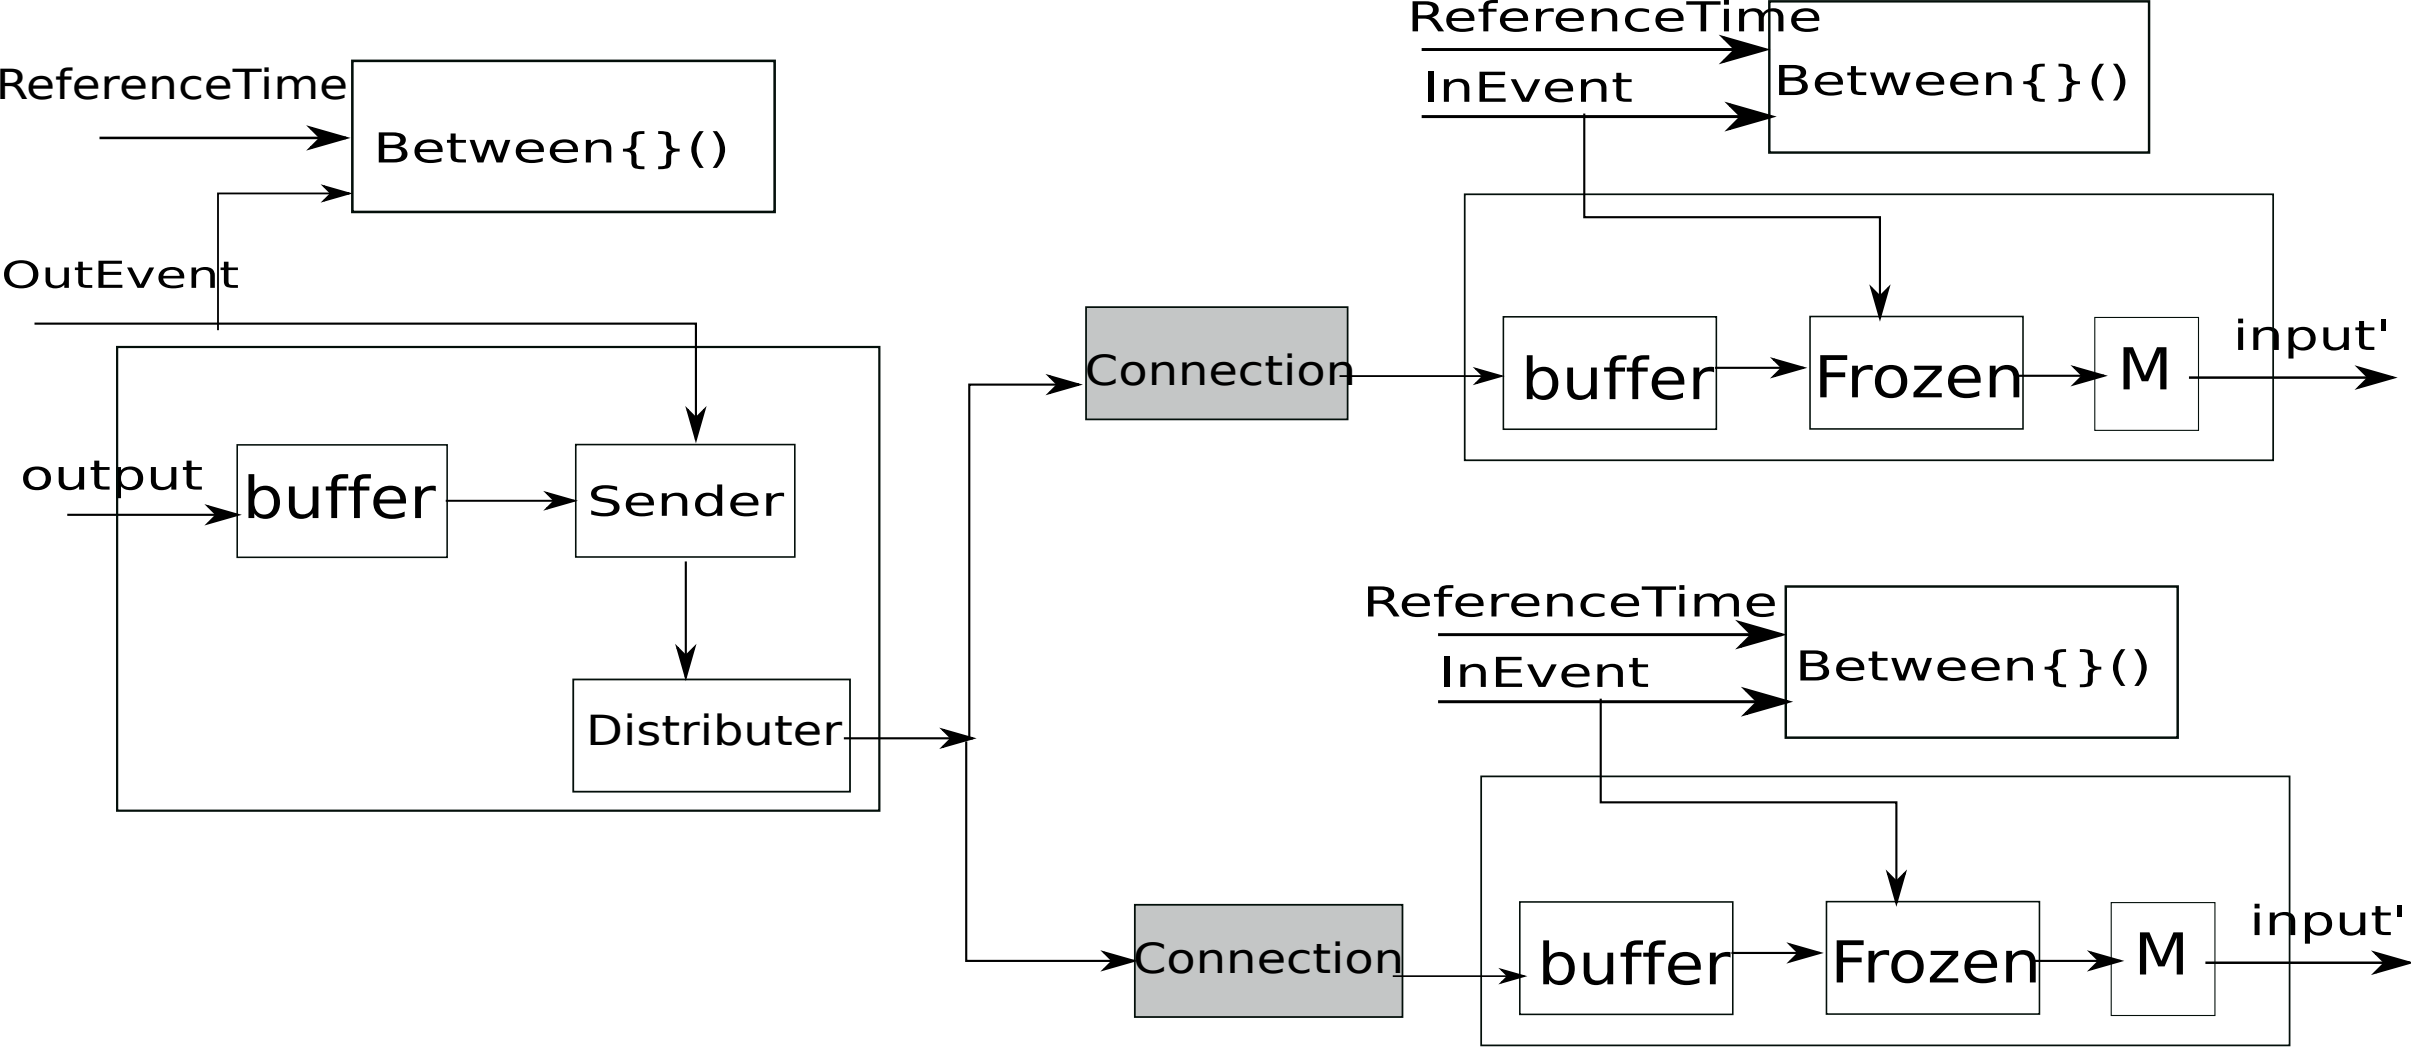 ReferenceTime
Between{}()
OutEvent
output
buffer
Sender
Distributer
Connection
ReferenceTime
InEvent
Between{}()
buffer
Frozen
M
input'
Connection
ReferenceTime
InEvent
Between{}()
buffer
Frozen
M
input'